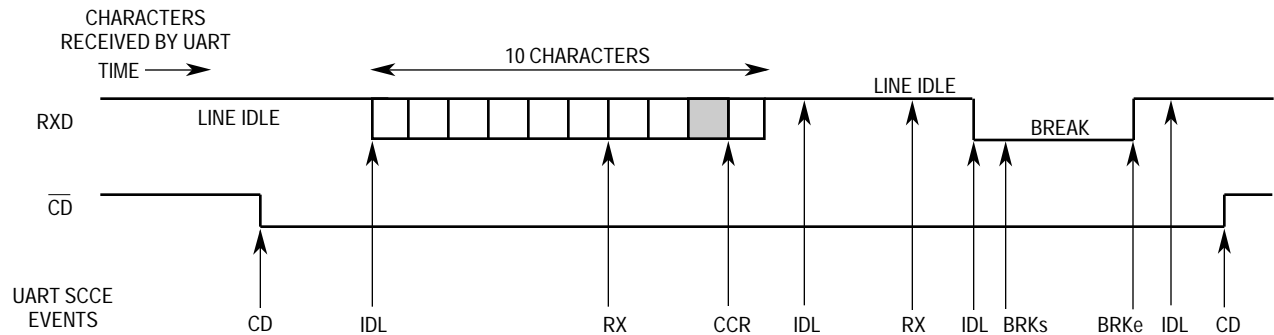 CHARACTERS
RECEIVED BY UART
TIME
10 CHARACTERS
RXD
LINE IDLE
LINE IDLE
BREAK
CD
UART SCCE
EVENTS
CD
IDL
RX
CCR
IDL
RX
IDL
BRKs
BRKe
IDL
CD